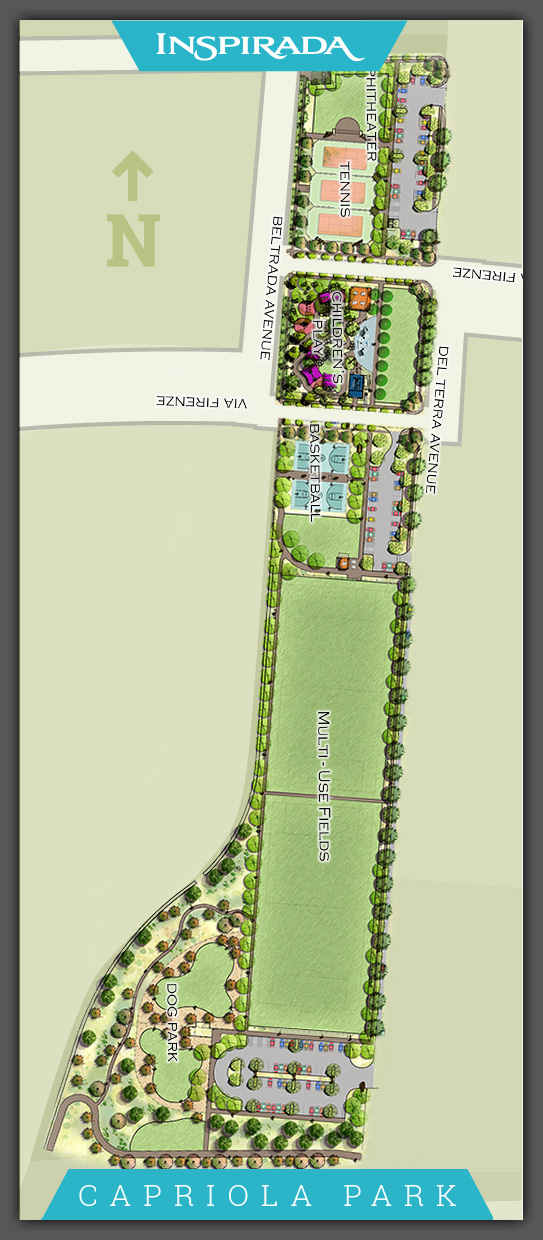 INSPIRADA
PHITHEATER
TENNIS
N
BELTRADA AVENUE
A FIRENZE
CHILDREN'S
PLAY
DEL TERRA AVENUE
VIA FIRENZE
BASKETBALL
MULTI - USE FIELDS
DOG PARK
CAPRIOLA PARK